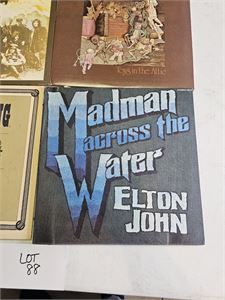 Toys in the Attic
G
Madman
across the
Water
ELTON
JOHN
LOT
88